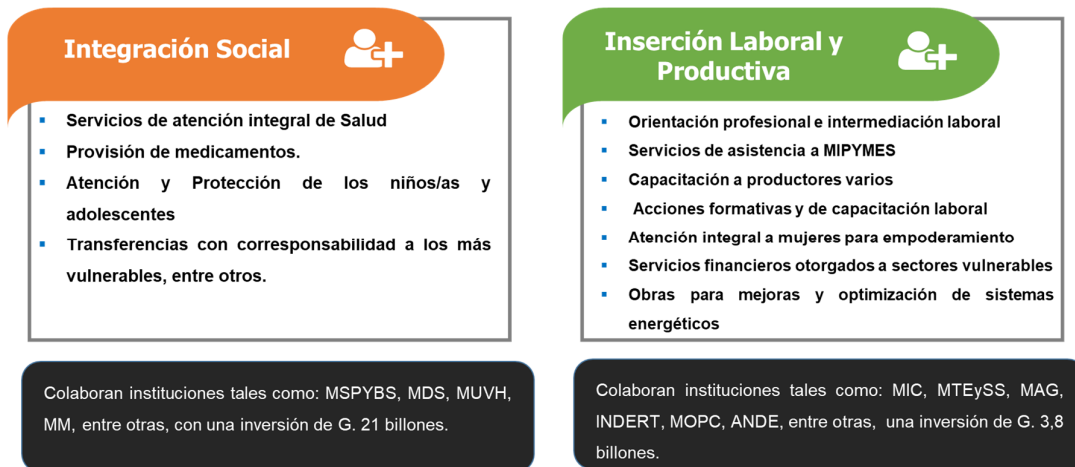 Integración Social
Servicios de atención integral de Salud
Provisión de medicamentos.
Atención y Protección de los niños/as y
adolescentes
Transferencias con corresponsabilidad a los más
vulnerables, entre otros.
Colaboran instituciones tales como: MSPYBS, MDS, MUVH,
MM, entre otras, con una inversión de G. 21 billones.
Inserción Laboral y
Productiva
Orientación profesional e intermediación laboral
Servicios de asistencia a MIPYMES
Capacitación a productores varios
Acciones formativas y de capacitación laboral
Atención integral a mujeres para empoderamiento
Servicios financieros otorgados a sectores vulnerables
Obras para mejoras y optimización de sistemas
energéticos
Colaboran instituciones tales como: MIC, MTEySS, MAG,
INDERT, MOPC, ANDE, entre otras, una inversión de G. 3,8
billones.